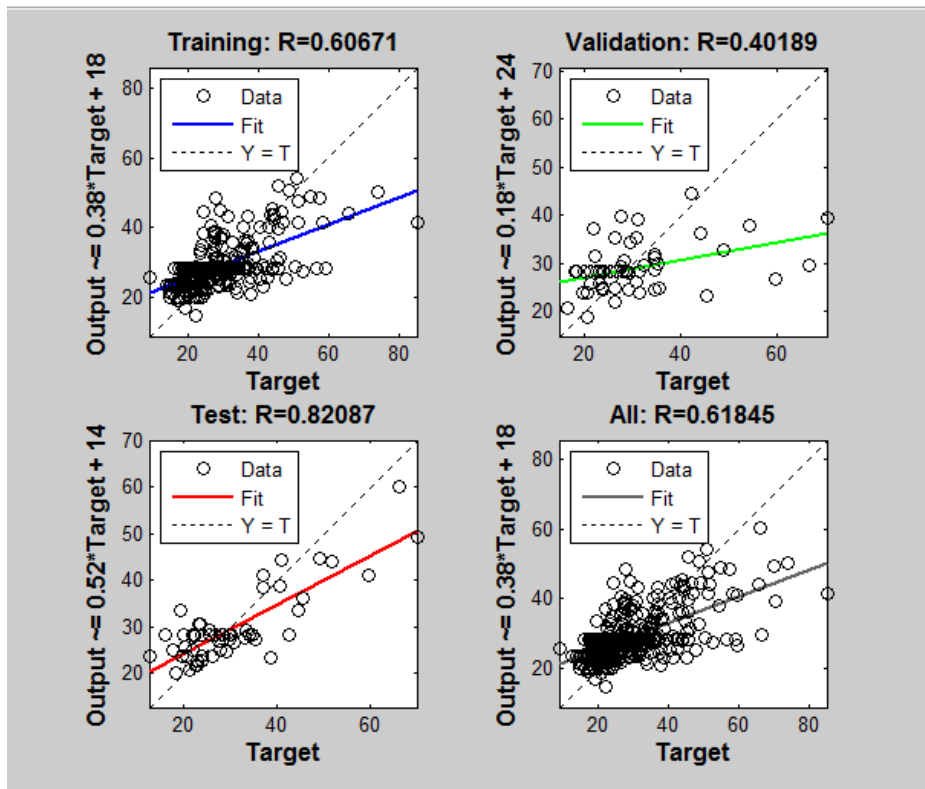 Training: R=0.60671
Output ~= 0.38*Target + 18
80
60
40
20
Data
Fit
Y = T
20 40 60 80
Target
Validation: R=0.40189
Output ~= 0.18*Target + 24
70
60
50
40
30
20
Data
Fit
Y = T
20 40 60
Target
Test: R=0.82087
Output ~= 0.52*Target + 14
70
60
50
40
30
20
Data
Fit
Y = T
20 40 60
Target
All: R=0.61845
Output ~= 0.38*Target + 18
80
60
40
20
Data
Fit
Y = T
20 40 60 80
Target